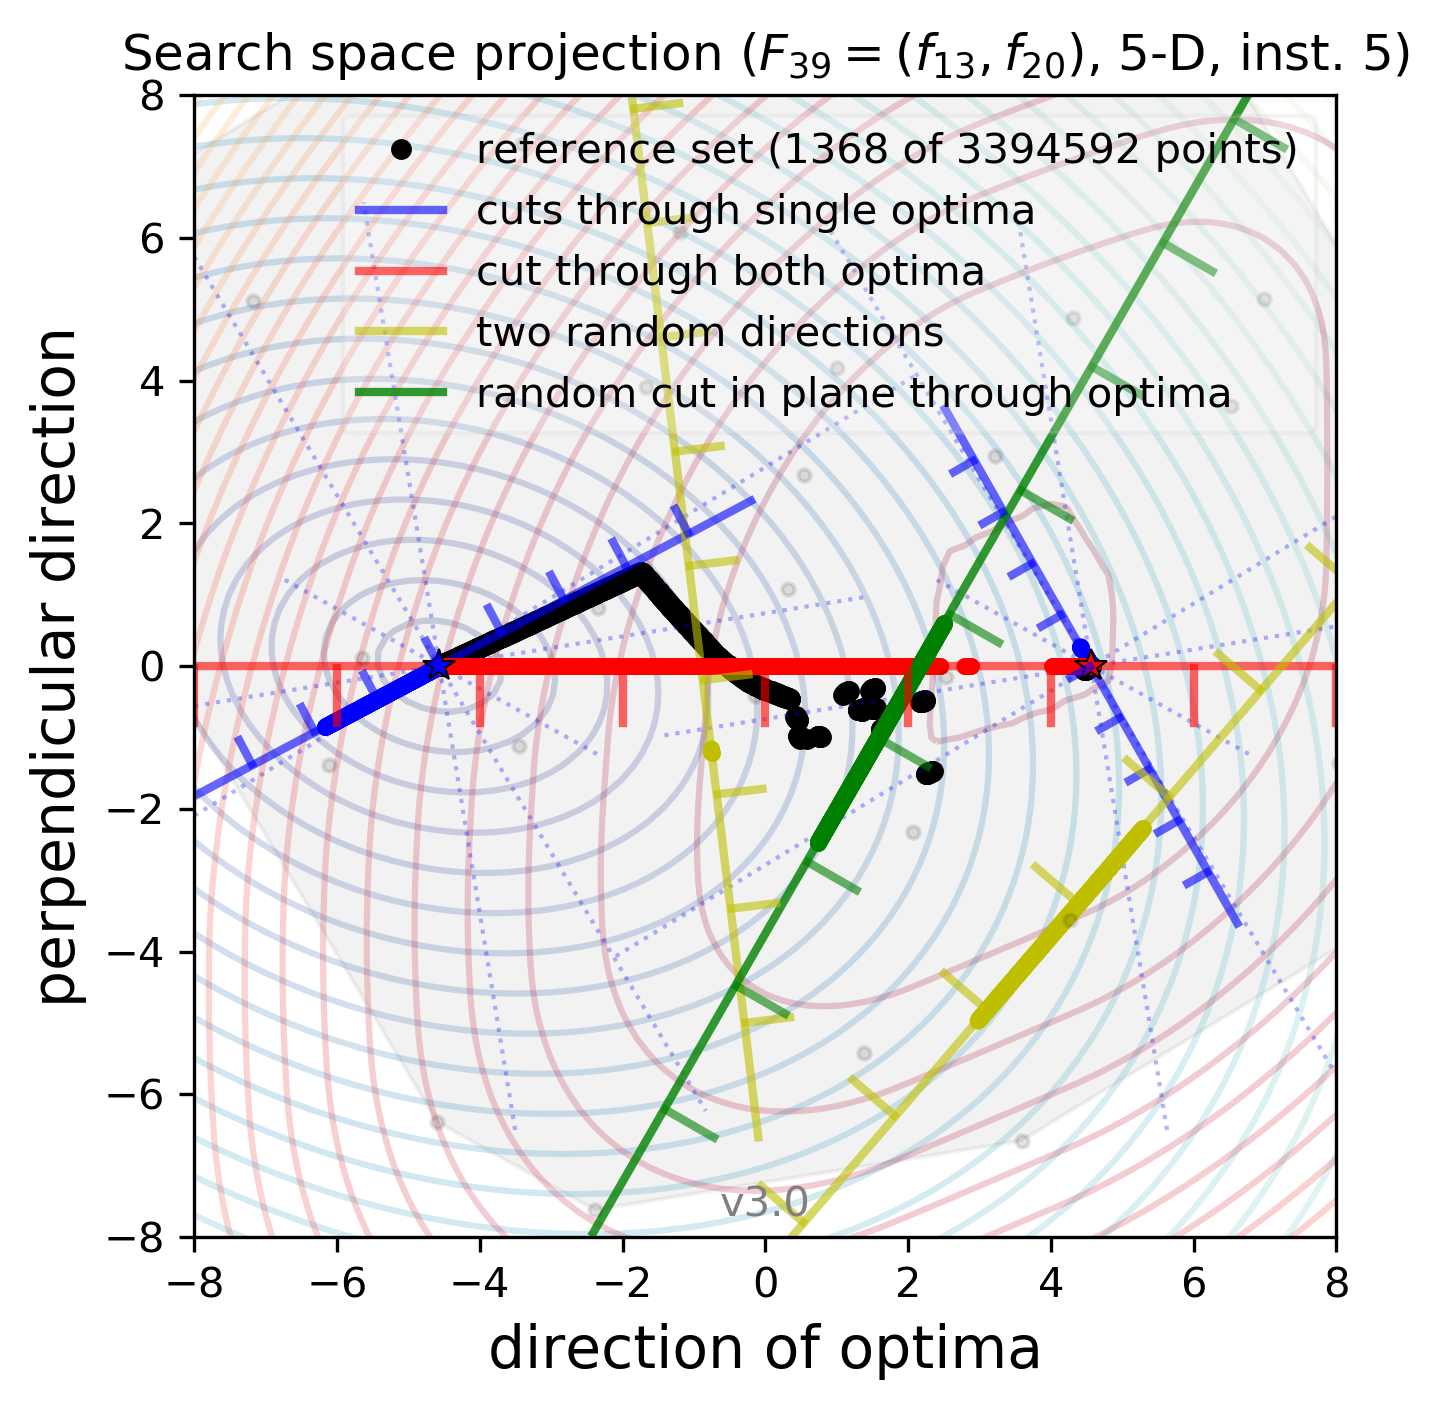 Search space projection (F39 = (f13, f20), 5-D, inst. 5)
reference set (1368 of 3394592 points)
cuts through single optima
cut through both optima
two random directions
random cut in plane through optima
perpendicular direction
8
6
4
2
0
−2
−4
−6
−8
v3.0
−8 −6 −4 −2 0 2 4 6 8
direction of optima